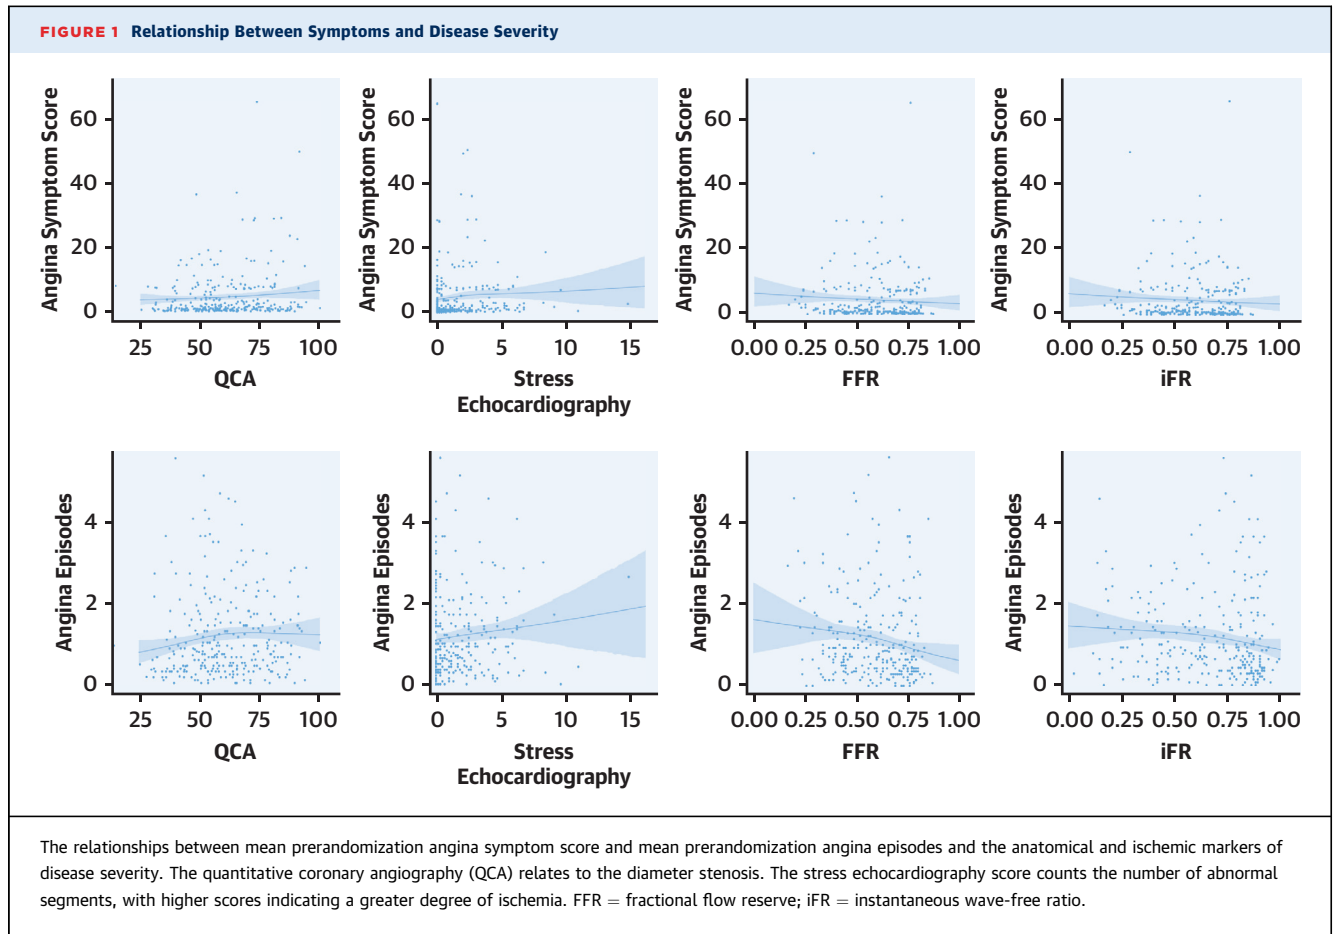 FIGURE 1 Relationship Between Symptoms and Disease Severity
Angina Symptom Score
60
40
20
0
25 50 75 100
QCA
Angina Symptom Score
60
40
20
0
0 5 10 15
Stress
Echocardiography
Angina Symptom Score
60
40
20
0
0.00 0.25 0.50 0.75 1.00
FFR
Angina Symptom Score
60
40
20
0
0.00 0.25 0.50 0.75 1.00
iFR
Angina Episodes
4
2
0
25 50 75 100
QCA
Angina Episodes
4
2
0
0 5 10 15
Stress
Echocardiography
Angina Episodes
4
2
0
0.00 0.25 0.50 0.75 1.00
FFR
Angina Episodes
4
2
0
0.00 0.25 0.50 0.75 1.00
iFR
The relationships between mean prerandomization angina symptom score and mean prerandomization angina episodes and the anatomical and ischemic markers of
disease severity. The quantitative coronary angiography (QCA) relates to the diameter stenosis. The stress echocardiography score counts the number of abnormal
segments, with higher scores indicating a greater degree of ischemia. FFR = fractional flow reserve; iFR = instantaneous wave-free ratio.